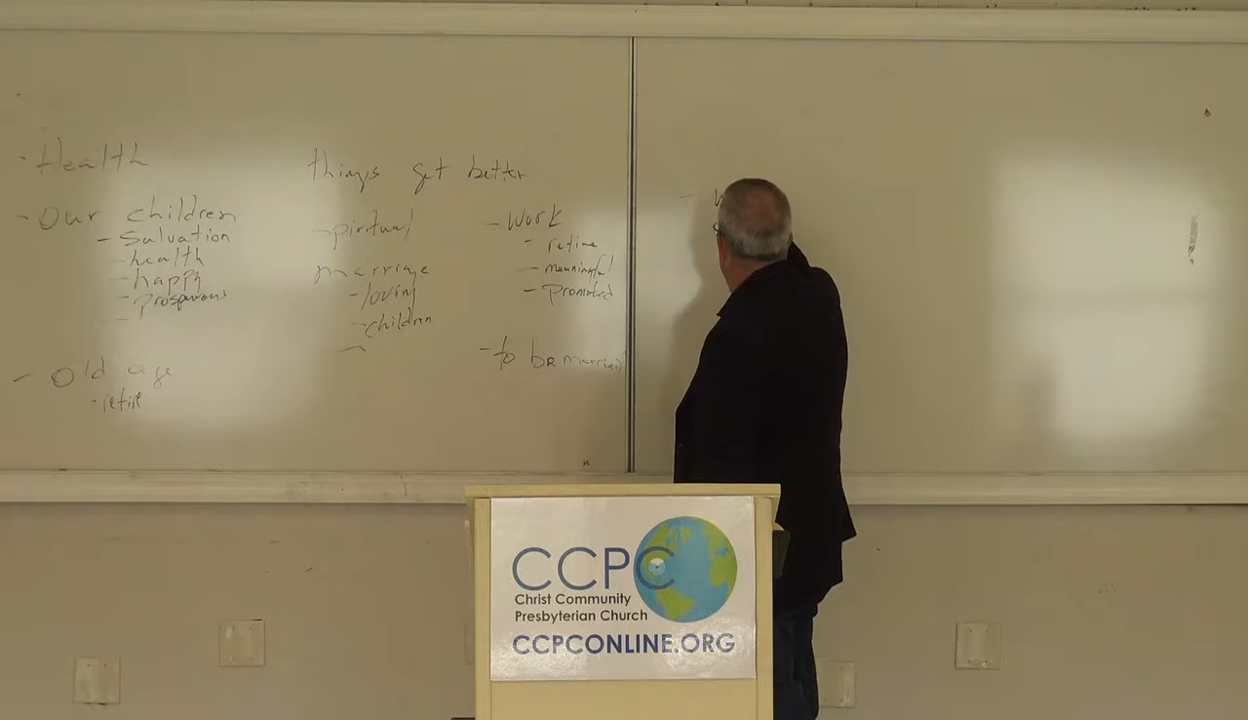 - Health
- Our children
- Salvation
- health
- happy
- prosperous
-
- Old age
- retire
things get better
- spiritual
marriage
- loving
- children
-
- Work
- retire
- meaningful
- promoted
- to be married
-
CCPC
Christ Community
Presbyterian Church
CCPCONLINE.ORG